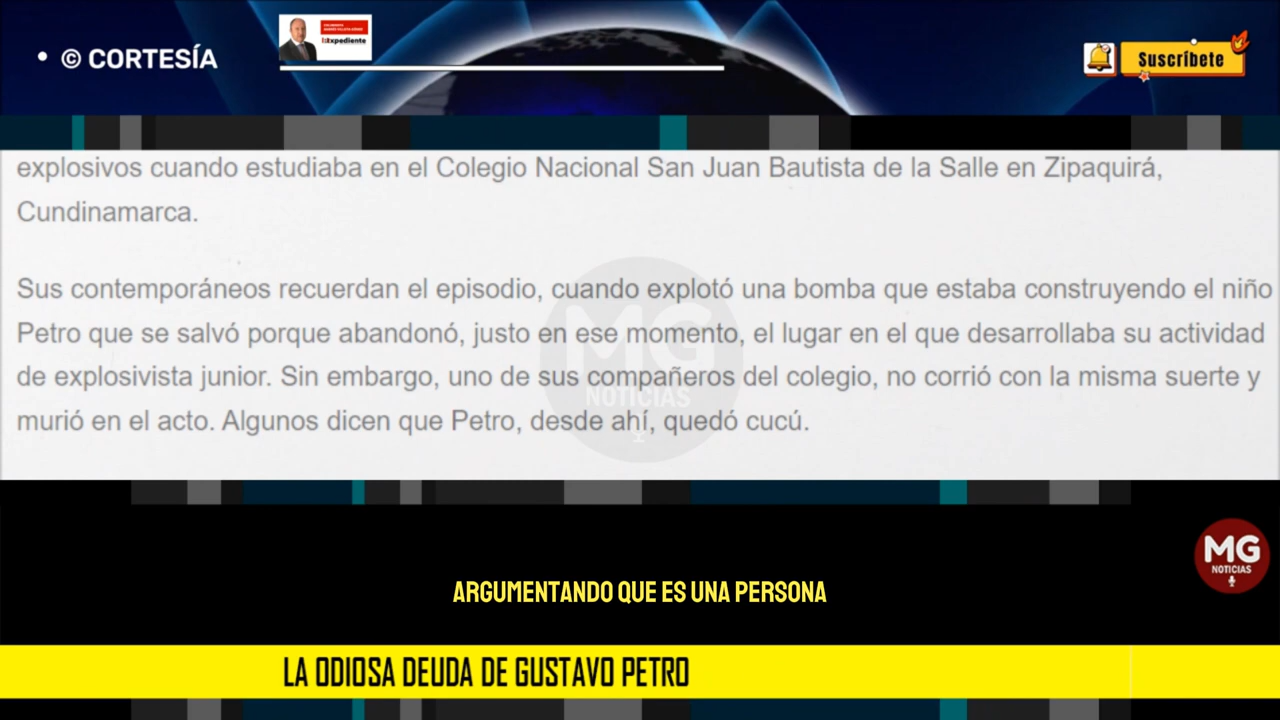 • © CORTESÍA
Expediente
Suscríbete
explosivos cuando estudiaba en el Colegio Nacional San Juan Bautista de la Salle en Zipaquirá,
Cundinamarca.
Sus contemporáneos recuerdan el episodio, cuando explotó una bomba que estaba construyendo el niño
Petro que se salvó porque abandonó, justo en ese momento, el lugar en el que desarrollaba su actividad
de explosivista junior. Sin embargo, uno de sus compañeros del colegio, no corrió con la misma suerte y
murió en el acto. Algunos dicen que Petro, desde ahí, quedó cucú.
MG
NOTICIAS
MG
NOTICIAS
ARGUMENTANDO QUE ES UNA PERSONA
LA ODIOSA DEUDA DE GUSTAVO PETRO